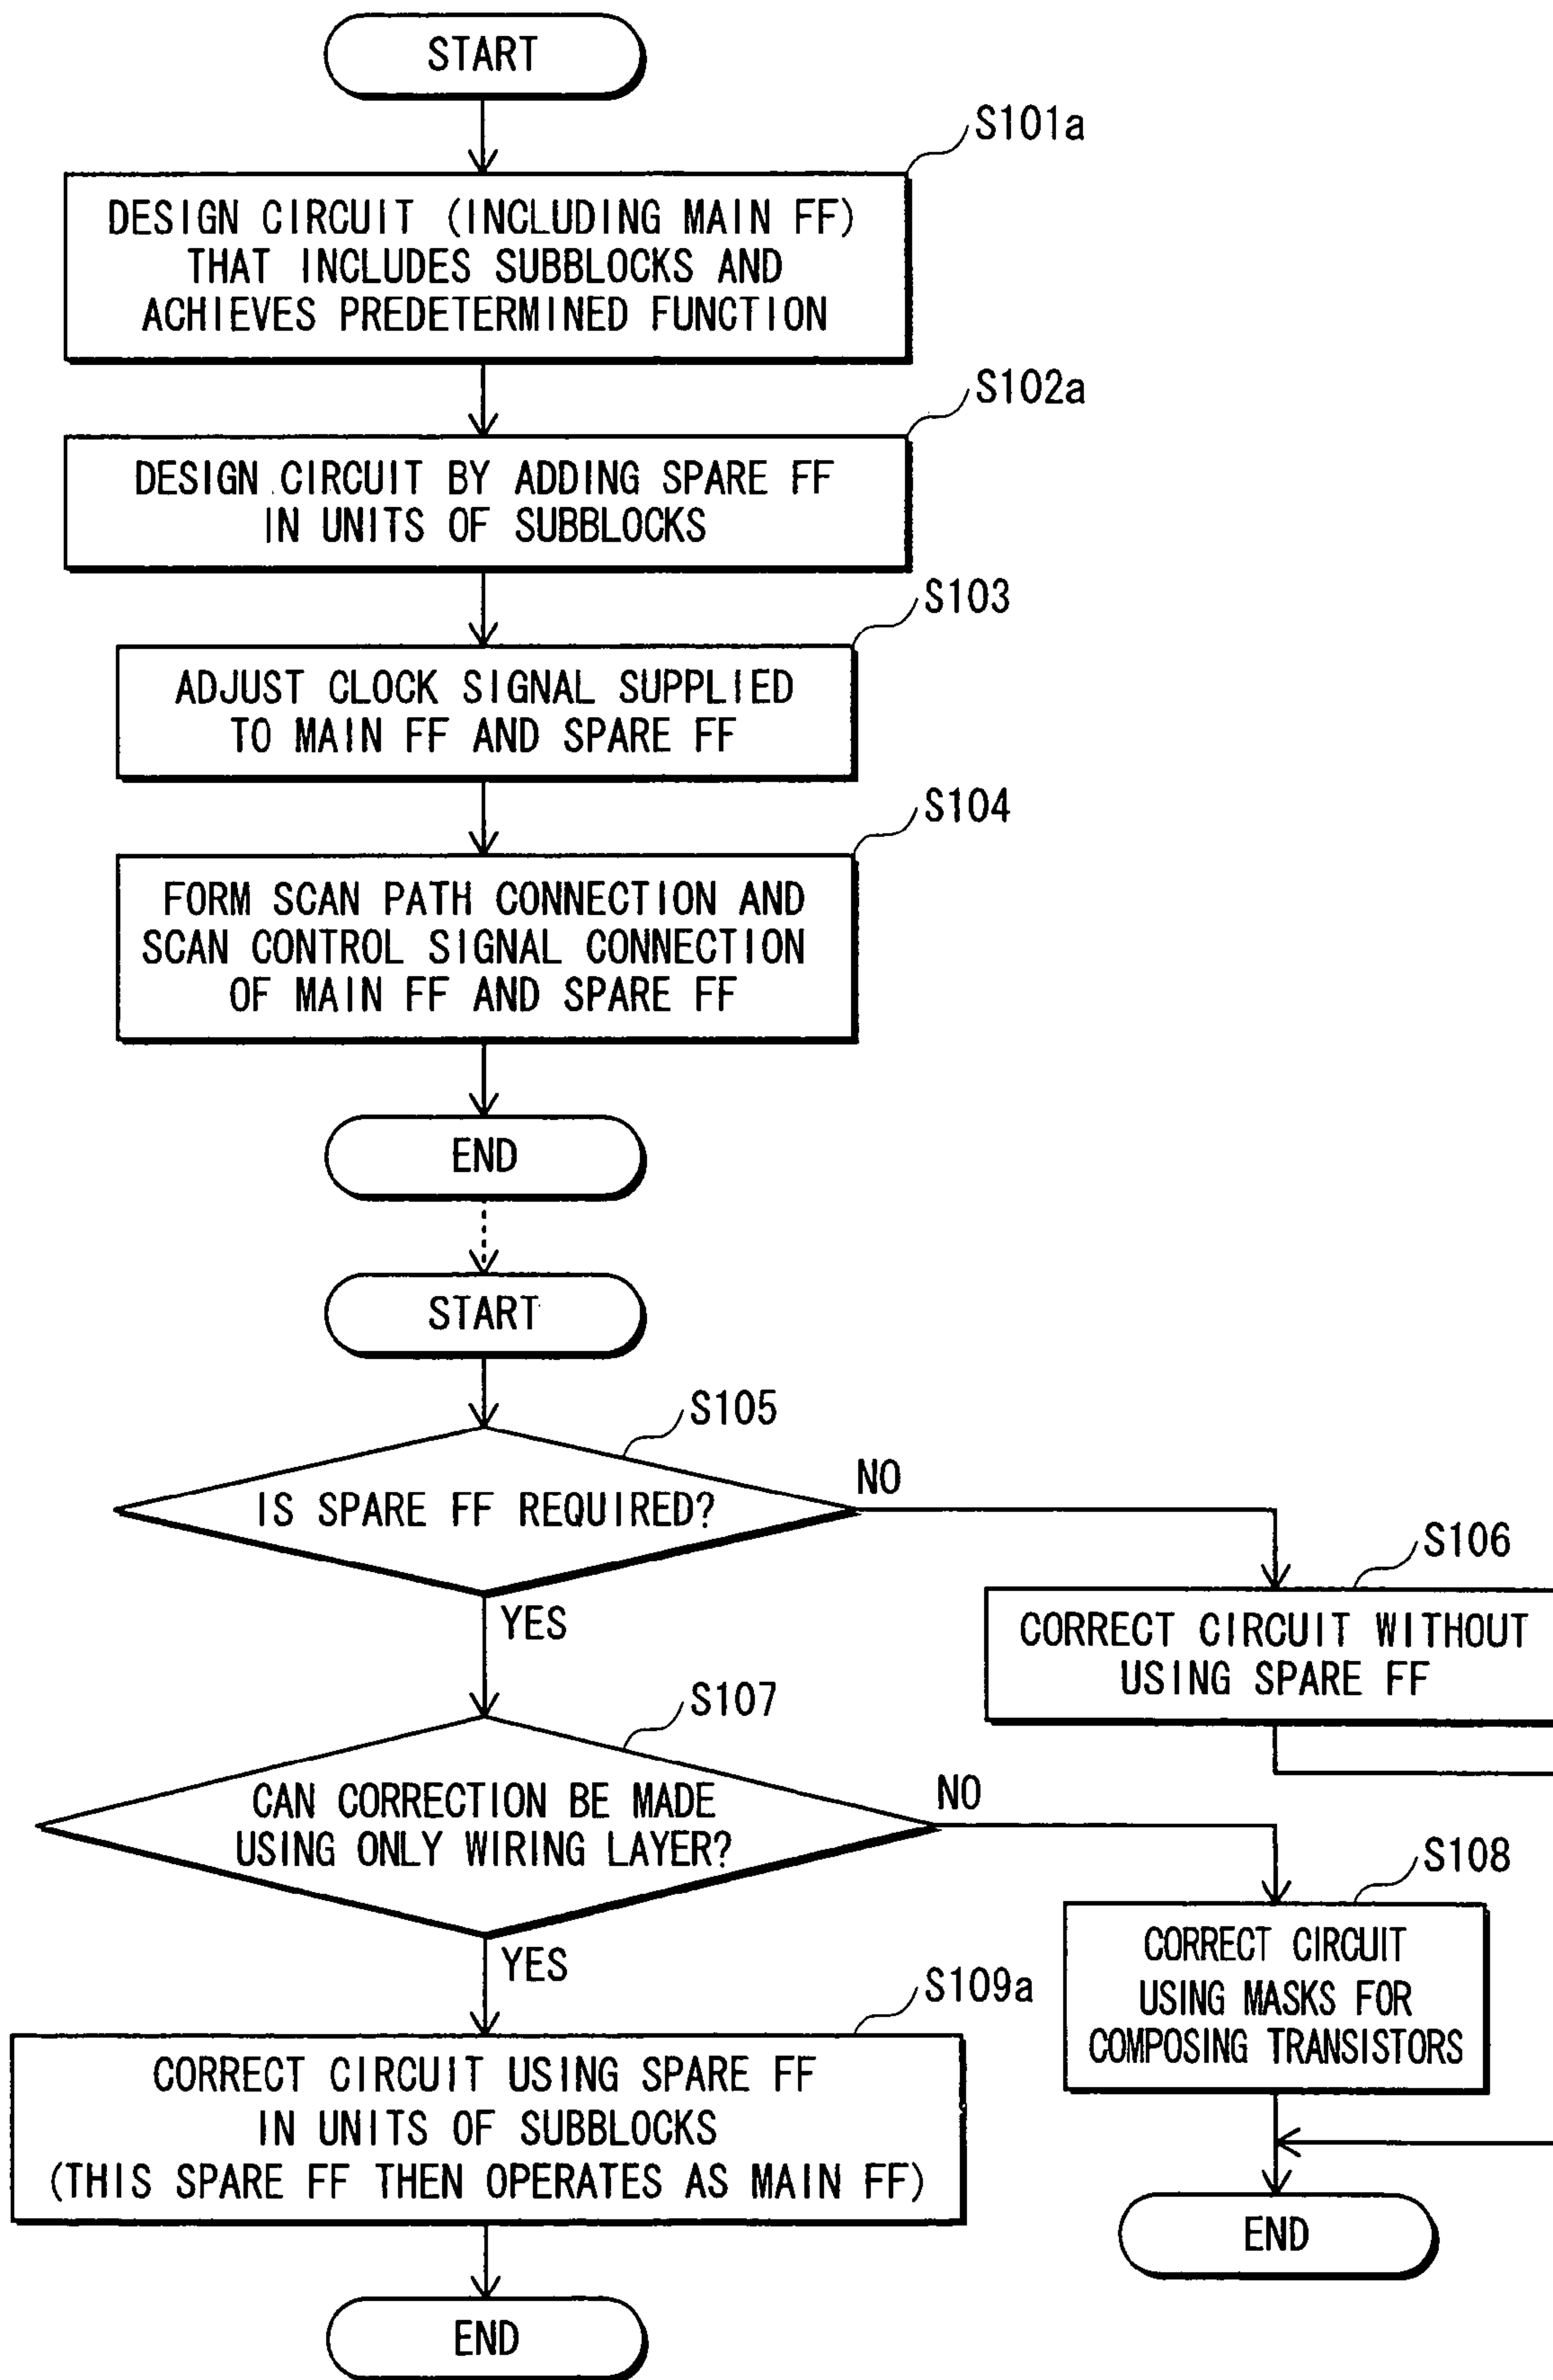 START
S101a
DESIGN CIRCUIT (INCLUDING MAIN FF)
THAT INCLUDES SUBBLOCKS AND
ACHIEVES PREDETERMINED FUNCTION
S102a
DESIGN CIRCUIT BY ADDING SPARE FF
IN UNITS OF SUBBLOCKS
S103
ADJUST CLOCK SIGNAL SUPPLIED
TO MAIN FF AND SPARE FF
S104
FORM SCAN PATH CONNECTION AND
SCAN CONTROL SIGNAL CONNECTION
OF MAIN FF AND SPARE FF
END
START
S105
IS SPARE FF REQUIRED?
NO
YES
S106
CORRECT CIRCUIT WITHOUT
USING SPARE FF
S107
CAN CORRECTION BE MADE
USING ONLY WIRING LAYER?
NO
YES
S108
CORRECT CIRCUIT
USING MASKS FOR
COMPOSING TRANSISTORS
S109a
CORRECT CIRCUIT USING SPARE FF
IN UNITS OF SUBBLOCKS
(THIS SPARE FF THEN OPERATES AS MAIN FF)
END
END